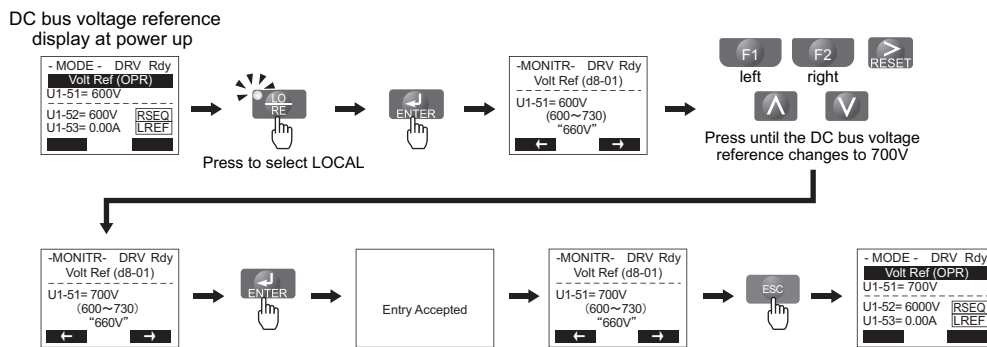 DC bus voltage reference
display at power up
- MODE - DRV Rdy
Volt Ref (OPR)
U1-51= 600V
U1-52= 600V RSEQ
U1-53= 0.00A LREF
LO
RE
Press to select LOCAL
ENTER
-MONITR- DRV Rdy
Volt Ref (d8-01)
U1-51= 600V
(600～730)
“660V”
← →
F1 F2 > RESET
left right
∧ ∨
Press until the DC bus voltage
reference changes to 700V
-MONITR- DRV Rdy
Volt Ref (d8-01)
U1-51= 700V
(600～730)
“660V”
← →
ENTER
Entry Accepted
-MONITR- DRV Rdy
Volt Ref (d8-01)
U1-51= 700V
(600～730)
“660V”
← →
ESC
- MODE - DRV Rdy
Volt Ref (OPR)
U1-51= 700V
U1-52= 6000V RSEQ
U1-53= 0.00A LREF